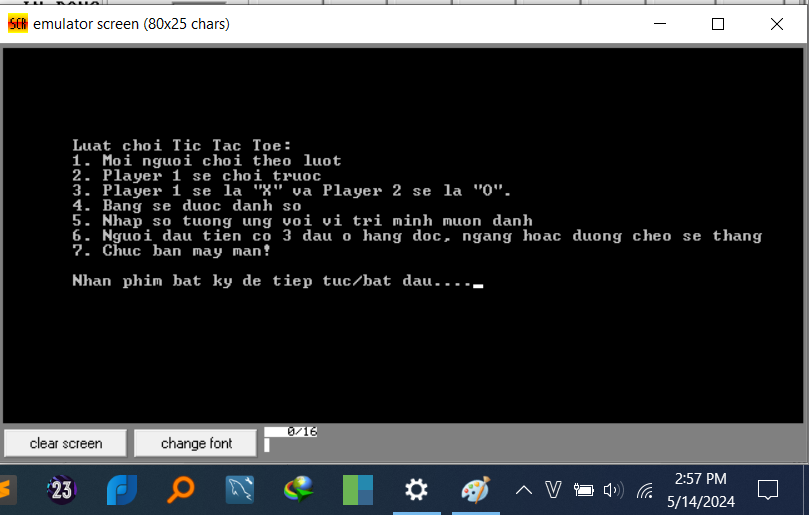 emulator screen (80x25 chars)
Luat choi Tic Tac Toe:
1. Moi nguoi choi theo luot
2. Player 1 se choi truoc
3. Player 1 se la "X" va Player 2 se la "O".
4. Bang se duoc danh so
5. Nhap so tuong ung voi vi tri minh muon danh
6. Nguoi dau tien co 3 dau o hang doc, ngang hoac duong cheo se thang
7. Chuc ban may man!
Nhan phim bat ky de tiep tuc/bat dau....
clear screen
change font
0/16
23
2:57 PM
5/14/2024